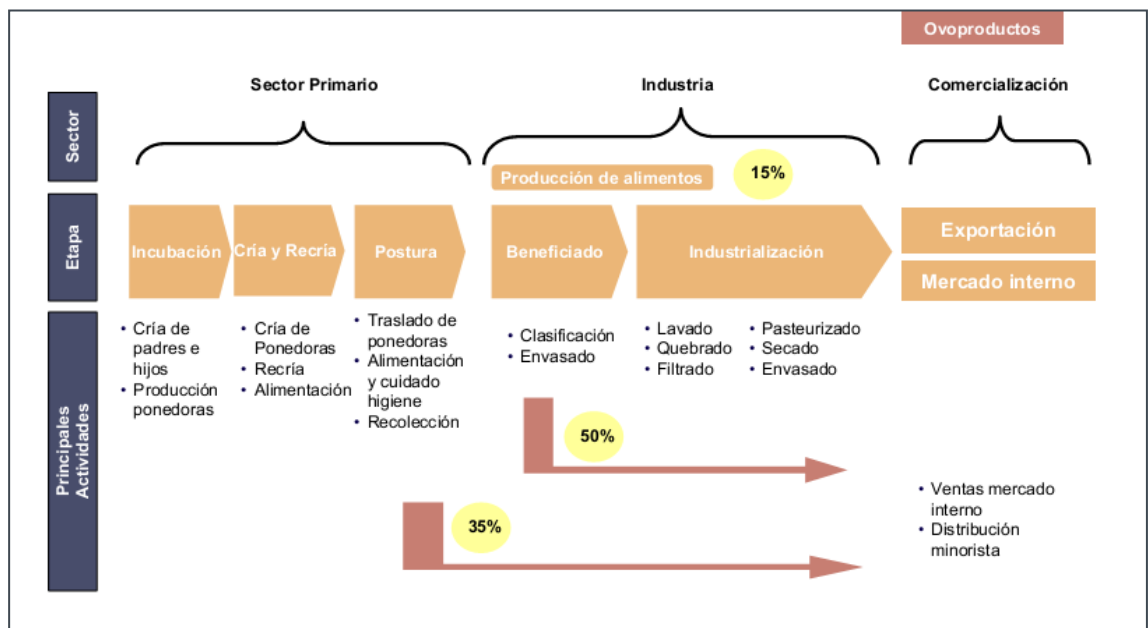 Ovoproductos
Sector Primario
Industria
Comercialización
Sector
Producción de alimentos
15%
Etapa
Incubación
Cría y Recría
Postura
Beneficiado
Industrialización
Exportación
Mercado interno
Principales
Actividades
• Cría de
padres e
hijos
• Producción
ponedoras
• Cría de
Ponedoras
• Recría
• Alimentación
• Traslado de
ponedoras
• Alimentación
y cuidado
higiene
• Recolección
• Clasificación
• Envasado
• Lavado
• Quebrado
• Filtrado
• Pasteurizado
• Secado
• Envasado
50%
35%
• Ventas mercado
interno
• Distribución
minorista